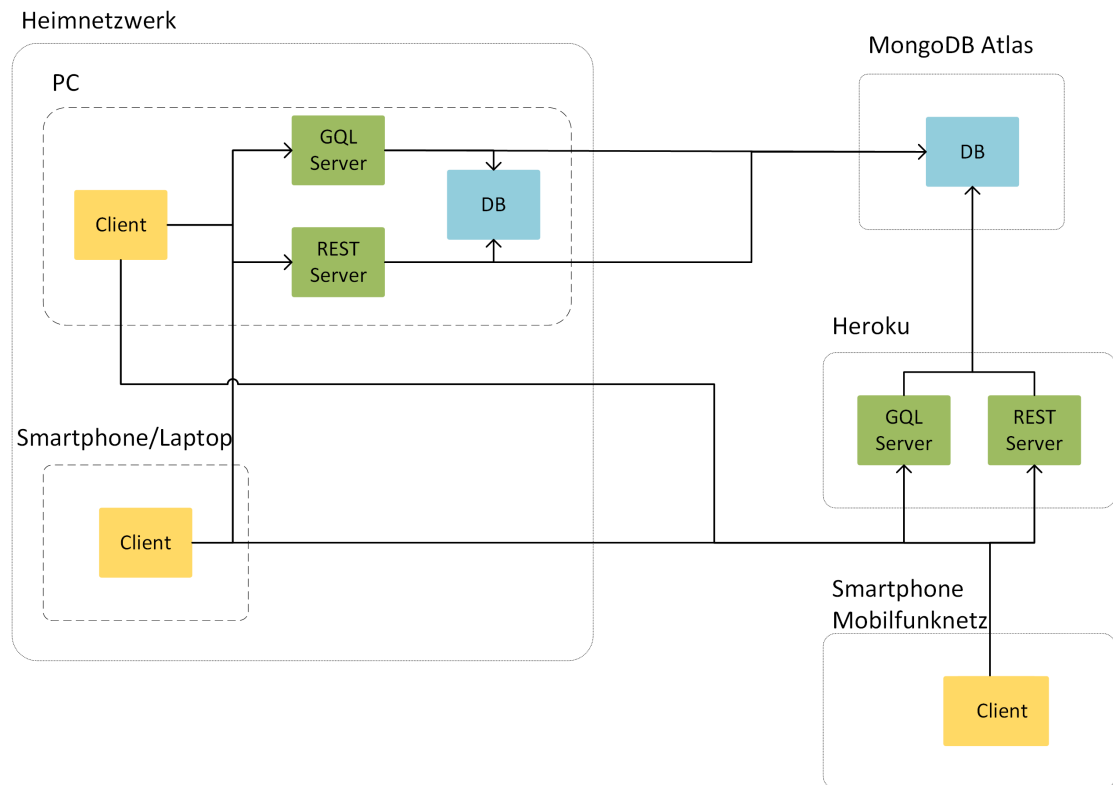 Heimnetzwerk
PC
GQL
Server
Client
DB
REST
Server
MongoDB Atlas
DB
Heroku
GQL
Server
REST
Server
Smartphone/Laptop
Client
Smartphone
Mobilfunknetz
Client